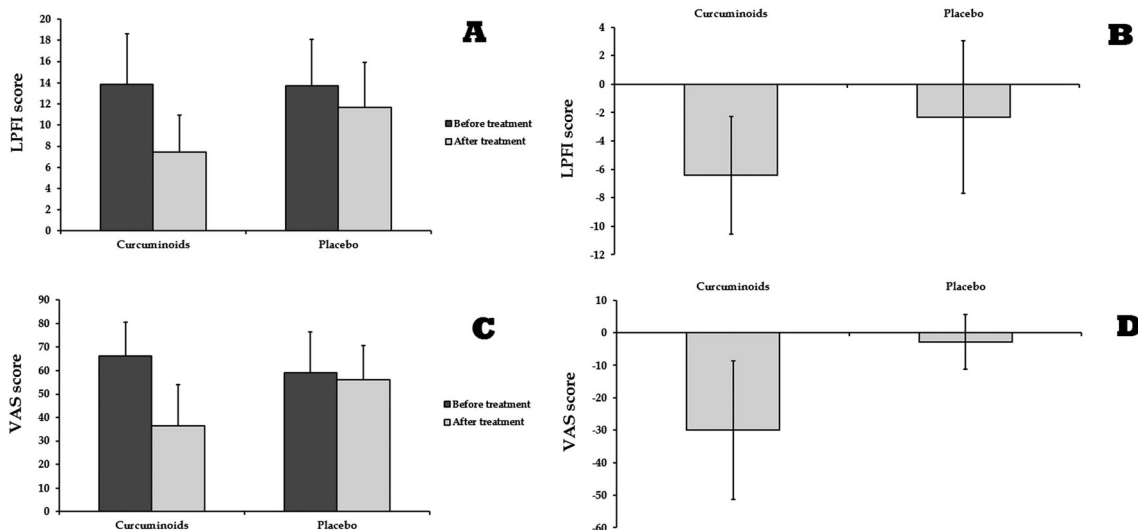 A
LPFI score
20
18
16
14
12
10
8
6
4
2
0
Curcuminoids
Placebo
Before treatment
After treatment
B
Curcuminoids
Placebo
LPFI score
4
2
0
-2
-4
-6
-8
-10
-12
C
VAS score
90
80
70
60
50
40
30
20
10
0
Curcuminoids
Placebo
Before treatment
After treatment
D
Curcuminoids
Placebo
VAS score
10
0
-10
-20
-30
-40
-50
-60